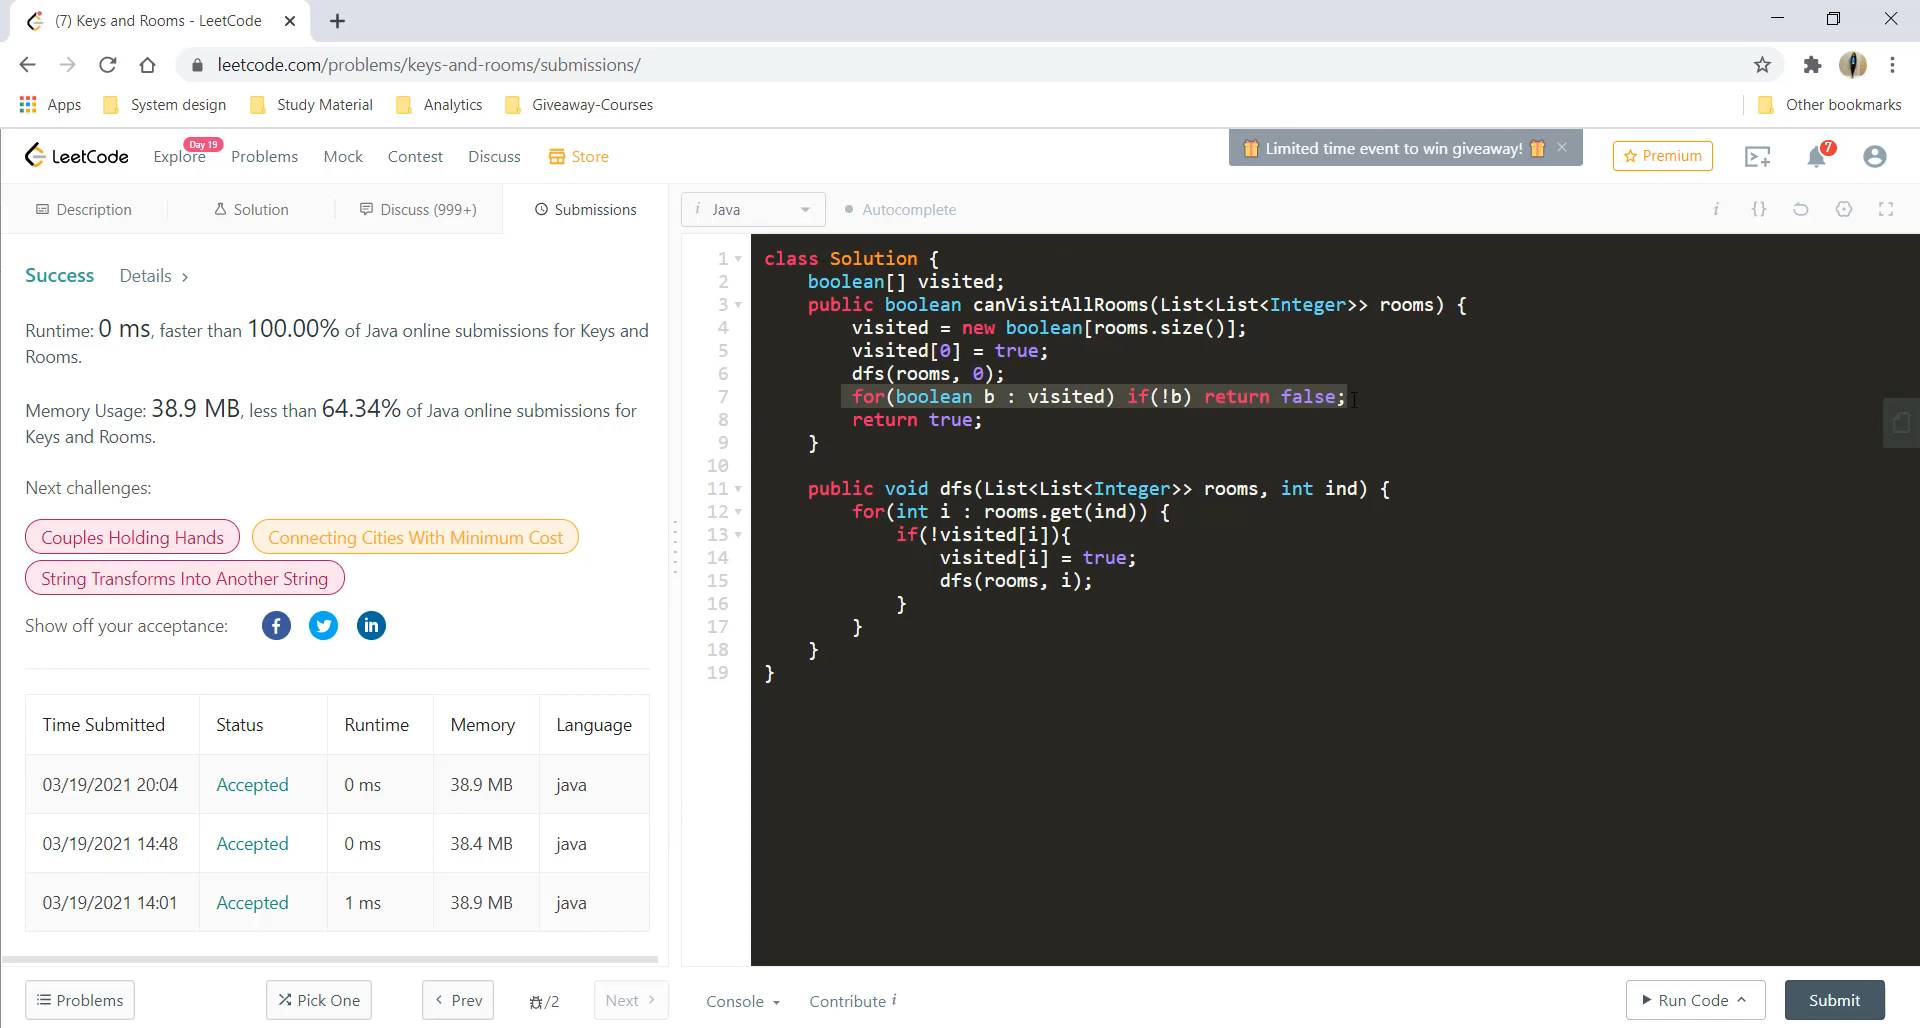 (7) Keys and Rooms - LeetCode
leetcode.com/problems/keys-and-rooms/submissions/
Apps System design Study Material Analytics Giveaway-Courses Other bookmarks
LeetCode Explore Day 19 Problems Mock Contest Discuss Store Limited time event to win giveaway! Premium 7
Description Solution Discuss (999+) Submissions i Java Autocomplete i {}
Success Details >
Runtime: 0 ms, faster than 100.00% of Java online submissions for Keys and
Rooms.
Memory Usage: 38.9 MB, less than 64.34% of Java online submissions for
Keys and Rooms.
Next challenges:
Couples Holding Hands Connecting Cities With Minimum Cost
String Transforms Into Another String
Show off your acceptance:
Time Submitted Status Runtime Memory Language
03/19/2021 20:04 Accepted 0 ms 38.9 MB java
03/19/2021 14:48 Accepted 0 ms 38.4 MB java
03/19/2021 14:01 Accepted 1 ms 38.9 MB java
1 class Solution {
2 boolean[] visited;
3 public boolean canVisitAllRooms(List<List<Integer>> rooms) {
4 visited = new boolean[rooms.size()];
5 visited[0] = true;
6 dfs(rooms, 0);
7 for(boolean b : visited) if(!b) return false;
8 return true;
9 }
10
11 public void dfs(List<List<Integer>> rooms, int ind) {
12 for(int i : rooms.get(ind)) {
13 if(!visited[i]){
14 visited[i] = true;
15 dfs(rooms, i);
16 }
17 }
18 }
19 }
Problems Pick One < Prev /2 Next > Console Contribute i Run Code Submit